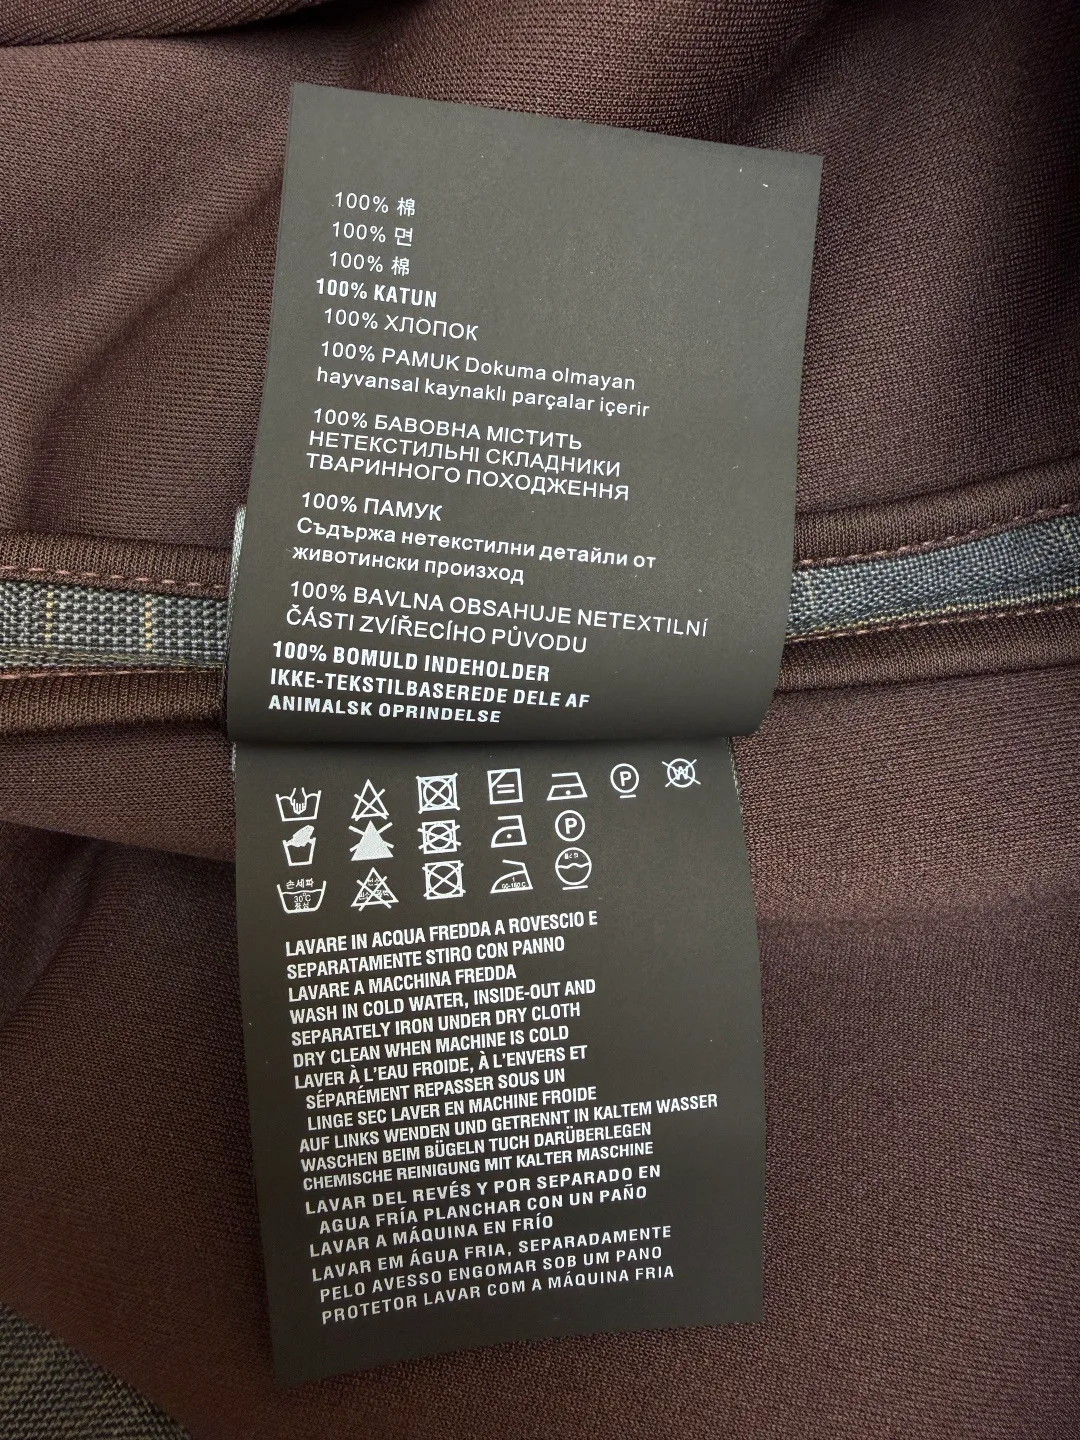 100% 棉
100% 면
100% 棉
100% KATUN
100% ХЛОПОК
100% PAMUK Dokuma olmayan
hayvansal kaynaklı parçalar içerir
100% БАВОВНА МІСТИТЬ
НЕТЕКСТИЛЬНІ СКЛАДНИКИ
ТВАРИННОГО ПОХОДЖЕННЯ
100% ПАМУК
Съдържа нетекстилни детайли от
животински произход
100% BAVLNA OBSAHUJE NETEXTILNÍ
ČÁSTI ZVÍŘECÍHO PŮVODU
100% BOMULD INDEHOLDER
IKKE-TEKSTILBASEREDE DELE AF
ANIMALSK OPRINDELSE
P W
P
손세탁
30℃
중성
LAVARE IN ACQUA FREDDA A ROVESCIO E
SEPARATAMENTE STIRO CON PANNO
LAVARE A MACCHINA FREDDA
WASH IN COLD WATER, INSIDE-OUT AND
SEPARATELY IRON UNDER DRY CLOTH
DRY CLEAN WHEN MACHINE IS COLD
LAVER À L'EAU FROIDE, À L'ENVERS ET
SÉPARÉMENT REPASSER SOUS UN
LINGE SEC LAVER EN MACHINE FROIDE
AUF LINKS WENDEN UND GETRENNT IN KALTEM WASSER
WASCHEN BEIM BÜGELN TUCH DARÜBERLEGEN
CHEMISCHE REINIGUNG MIT KALTER MASCHINE
LAVAR DEL REVÉS Y POR SEPARADO EN
AGUA FRÍA PLANCHAR CON UN PAÑO
LAVAR A MÁQUINA EN FRÍO
LAVAR EM ÁGUA FRIA, SEPARADAMENTE
PELO AVESSO ENGOMAR SOB UM PANO
PROTETOR LAVAR COM A MÁQUINA FRIA